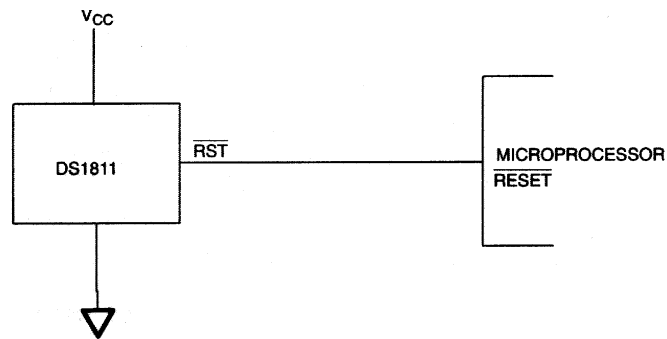 VCC
RST
DS1811
MICROPROCESSOR
RESET